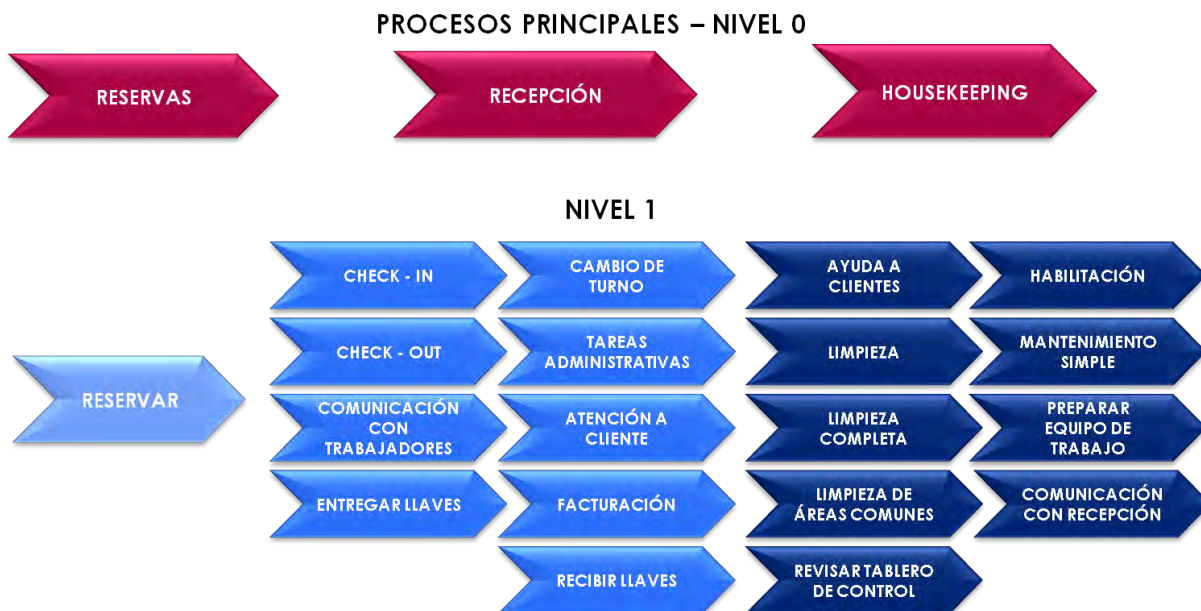 PROCESOS PRINCIPALES – NIVEL 0
RESERVAS
RECEPCIÓN
HOUSEKEEPING
NIVEL 1
RESERVAR
CHECK - IN
CHECK - OUT
COMUNICACIÓN
CON
TRABAJADORES
ENTREGAR LLAVES
CAMBIO DE
TURNO
TAREAS
ADMINISTRATIVAS
ATENCIÓN A
CLIENTE
FACTURACIÓN
RECIBIR LLAVES
AYUDA A
CLIENTES
LIMPIEZA
LIMPIEZA
COMPLETA
LIMPIEZA DE
ÁREAS COMUNES
REVISAR TABLERO
DE CONTROL
HABILITACIÓN
MANTENIMIENTO
SIMPLE
PREPARAR
EQUIPO DE
TRABAJO
COMUNICACIÓN
CON RECEPCIÓN